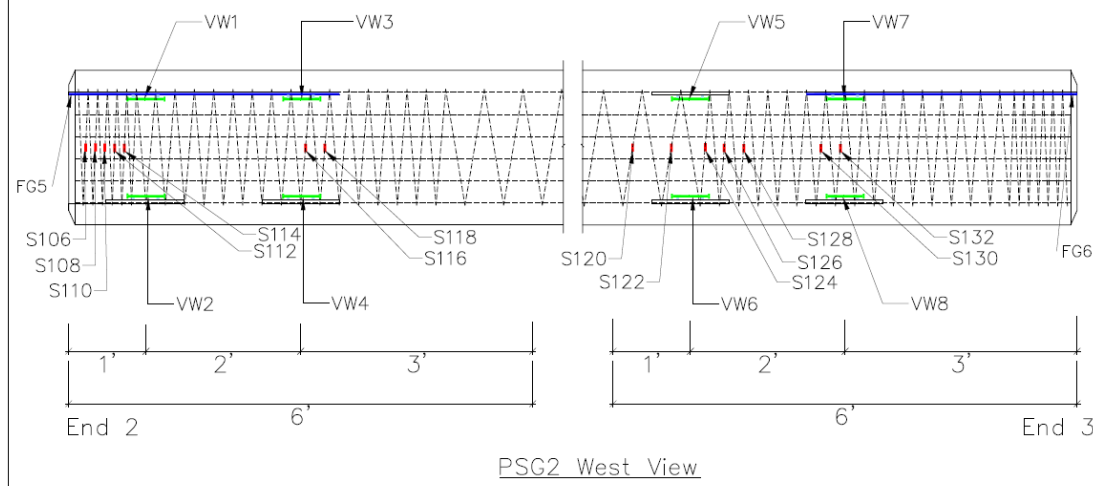 VW1 VW3 VW5 VW7
FG5 FG6
S106 S114 S118 S120 S128 S132
S108 S112 S116 S122 S126 S130
S110 S124
VW2 VW4 VW6 VW8
1' 2' 3' 1' 2' 3'
6' 6'
End 2 End 3
PSG2 West View